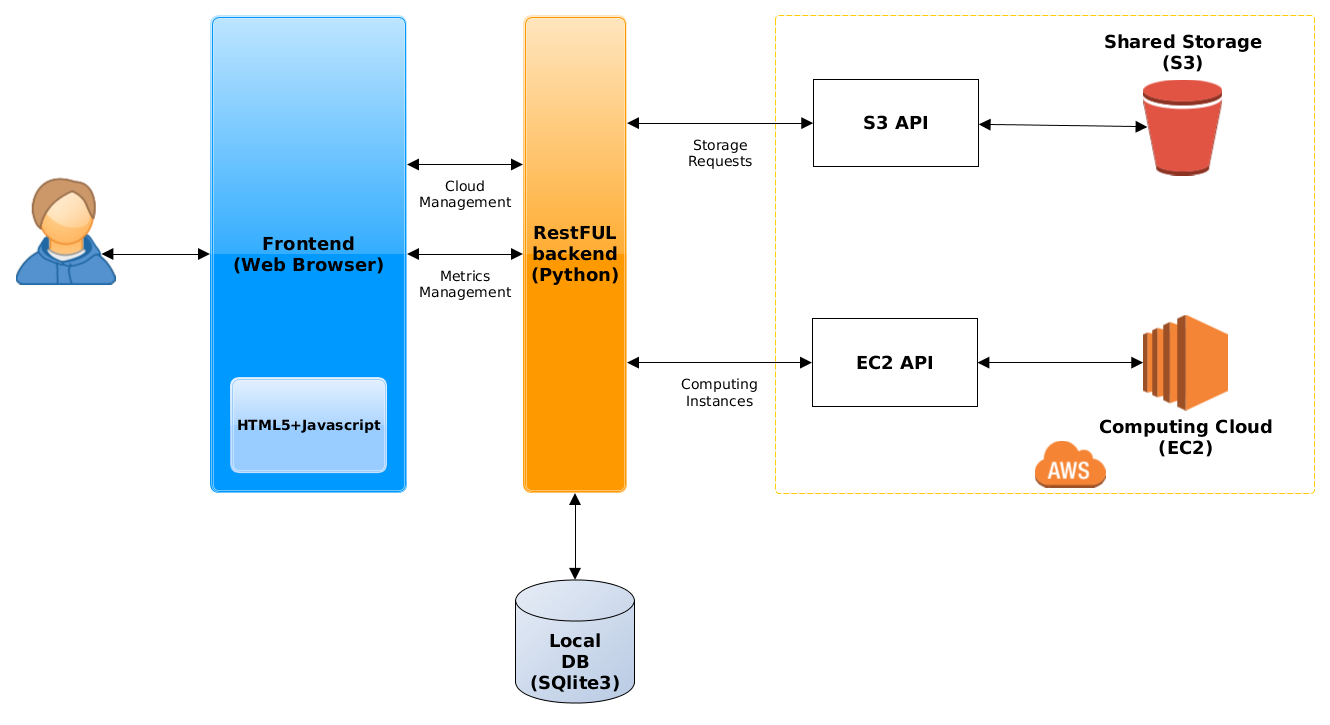 Shared Storage
(S3)
S3 API
Storage
Requests
Cloud
Management
Frontend
(Web Browser)
RestFUL
backend
(Python)
Metrics
Management
EC2 API
Computing
Instances
HTML5+Javascript
Computing Cloud
(EC2)
AWS
Local
DB
(SQlite3)